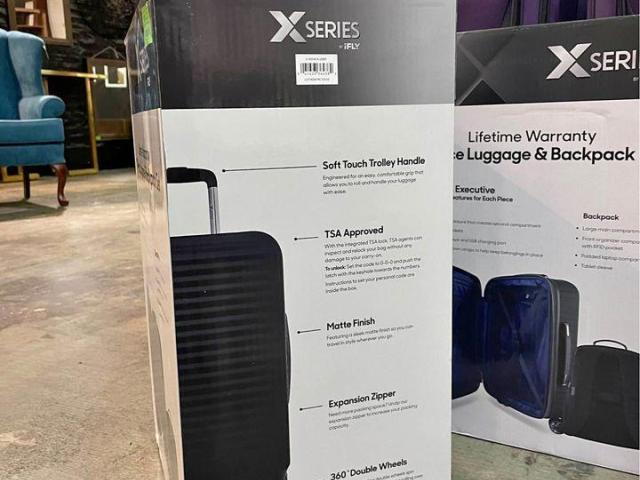 X SERIES
BY iFLY
Soft Touch Trolley Handle
Engineered for an easy, comfortable grip that
allows you to roll and handle your luggage
with ease.
TSA Approved
With the integrated TSA lock, TSA agents can
inspect and relock your bag without any
damage to your carry-on.
To unlock: Set the code to 0-0-0 and push the
latch with the keyhole towards the numbers.
Instructions to set your personal code are
inside the box.
Matte Finish
Featuring a sleek matte finish so you can
travel in style wherever you go.
Expansion Zipper
Need more packing space? Unzip our
expansion zipper to increase your packing
capacity.
360° Double Wheels
double wheels spin
X SERI
Lifetime Warranty
e Luggage & Backpack
Executive
eatures for Each Piece
Backpack
Large main compartm
Front organizer compar
with RFID pocket
Padded laptop compar
Tablet sleeve